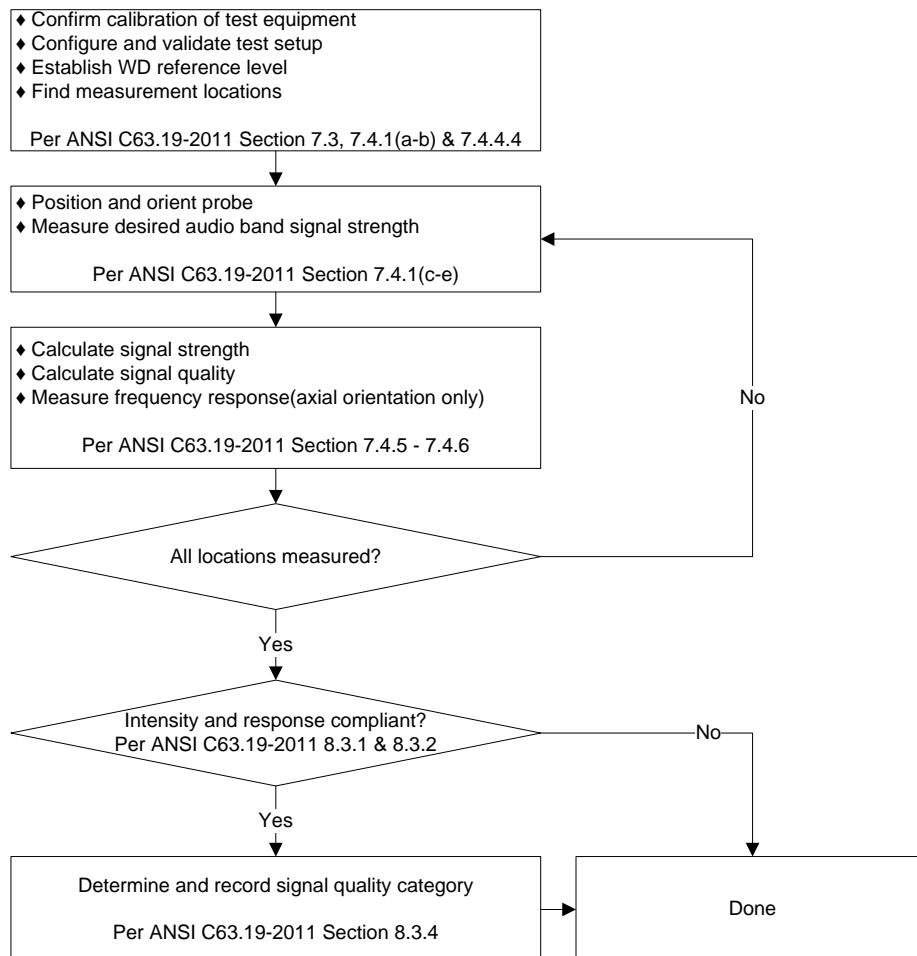 ♦ Confirm calibration of test equipment
♦ Configure and validate test setup
♦ Establish WD reference level
♦ Find measurement locations
Per ANSI C63.19-2011 Section 7.3, 7.4.1(a-b) & 7.4.4.4
♦ Position and orient probe
♦ Measure desired audio band signal strength
Per ANSI C63.19-2011 Section 7.4.1(c-e)
♦ Calculate signal strength
♦ Calculate signal quality
♦ Measure frequency response(axial orientation only)
Per ANSI C63.19-2011 Section 7.4.5 - 7.4.6
No
All locations measured?
Yes
Intensity and response compliant?
Per ANSI C63.19-2011 8.3.1 & 8.3.2
No
Yes
Determine and record signal quality category
Per ANSI C63.19-2011 Section 8.3.4
Done